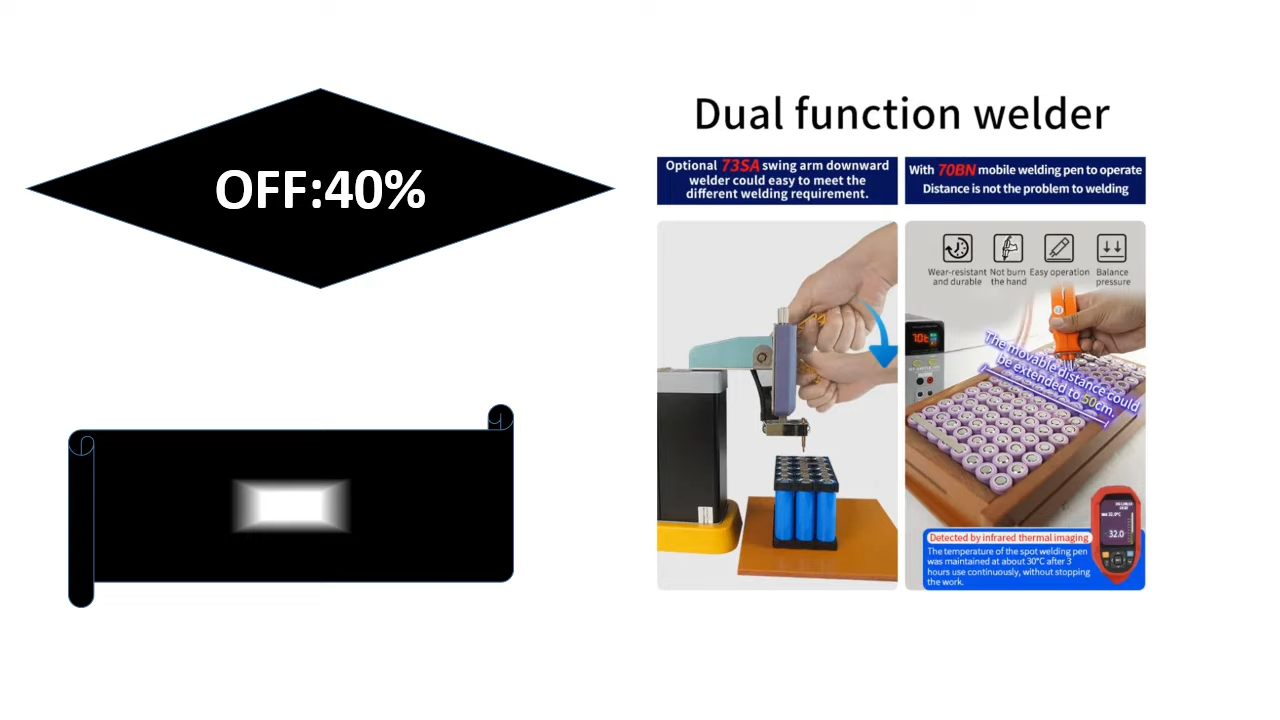 OFF:40%
Dual function welder
Optional 73SA swing arm downward
welder could easy to meet the
different welding requirement.
With 70BN mobile welding pen to operate
Distance is not the problem to welding
Wear-resistant
and durable
Not burn
the hand
Easy operation
Balance
pressure
The movable distance could
be extended to 50cm.
Detected by infrared thermal imaging
The temperature of the spot welding pen
was maintained at about 30°C after 3
hours use continuously, without stopping
the work.
32.0